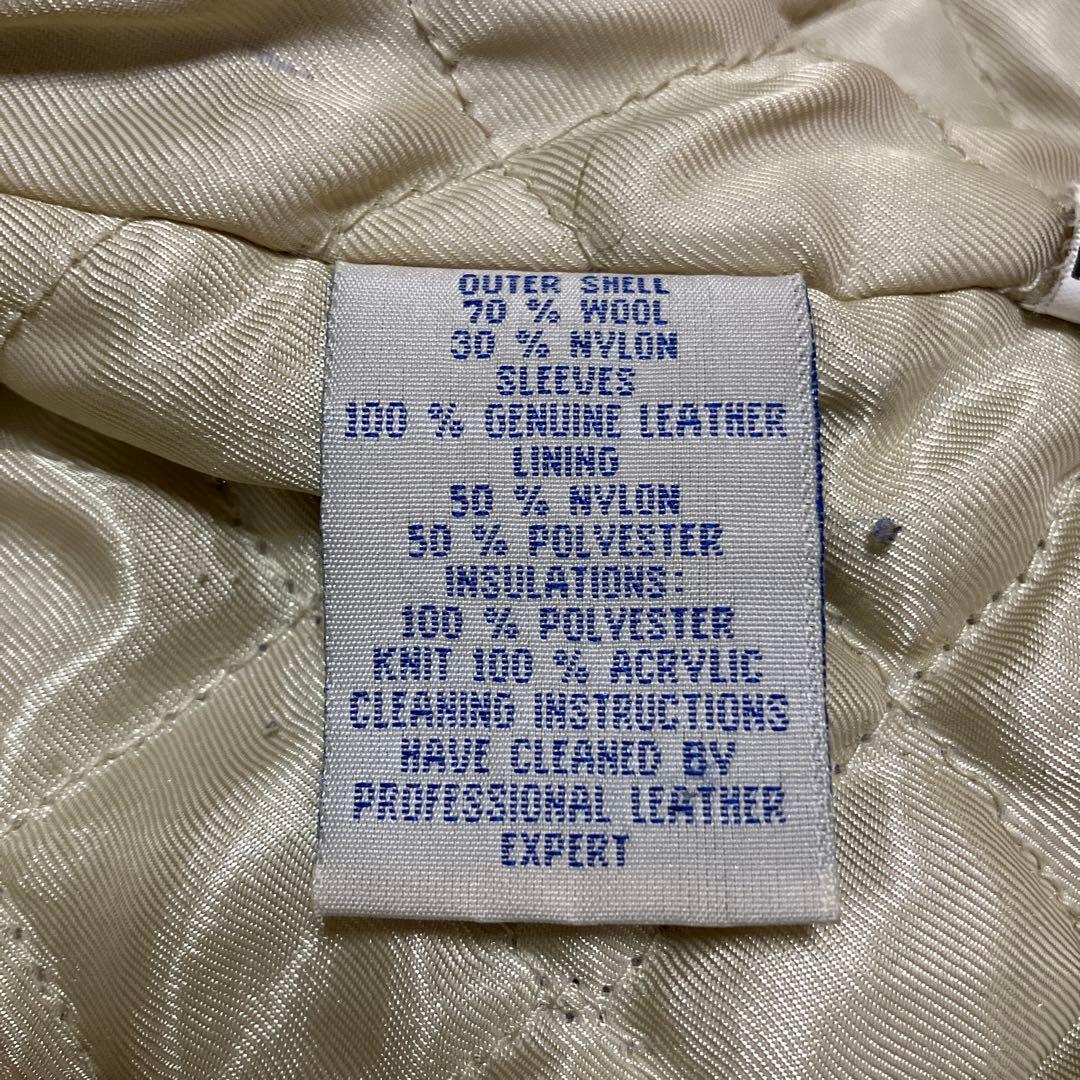 OUTER SHELL
70 % WOOL
30 % NYLON
SLEEVES
100 % GENUINE LEATHER
LINING
50 % NYLON
50 % POLYESTER
INSULATIONS:
100 % POLYESTER
KNIT 100 % ACRYLIC
CLEANING INSTRUCTIONS
HAVE CLEANED BY
PROFESSIONAL LEATHER
EXPERT